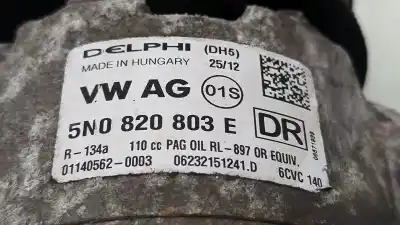 DELPHI (DH5)
MADE IN HUNGARY 25/12
VW AG 01S
5N0 820 803 E DR
R-134a 110 cc PAG OIL RL-897 OR EQUIV.
01140562-0003 06232151241.D 6CVC 140